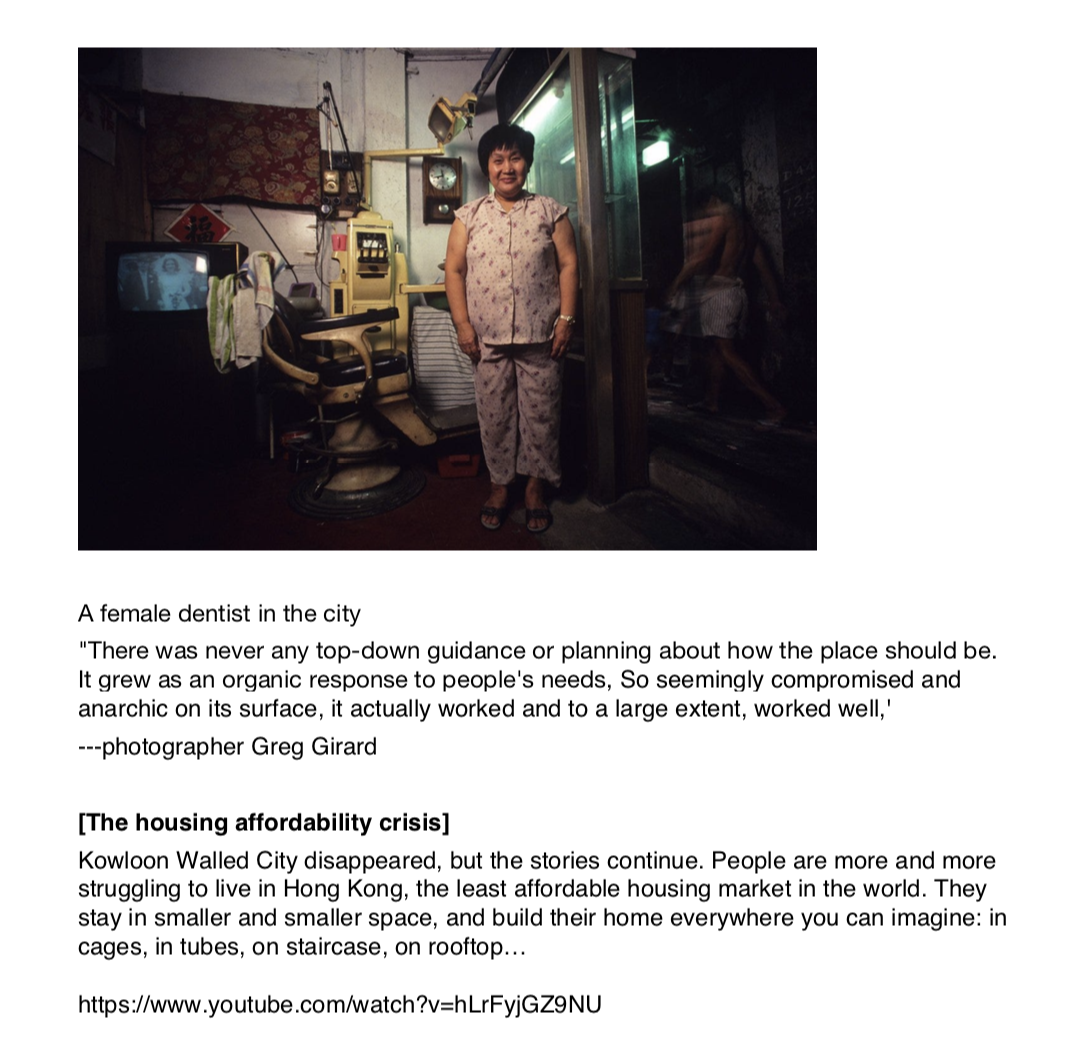 福
A female dentist in the city
"There was never any top-down guidance or planning about how the place should be.
It grew as an organic response to people's needs, So seemingly compromised and
anarchic on its surface, it actually worked and to a large extent, worked well,'
---photographer Greg Girard
[The housing affordability crisis]
Kowloon Walled City disappeared, but the stories continue. People are more and more
struggling to live in Hong Kong, the least affordable housing market in the world. They
stay in smaller and smaller space, and build their home everywhere you can imagine: in
cages, in tubes, on staircase, on rooftop…
https://www.youtube.com/watch?v=hLrFyjGZ9NU